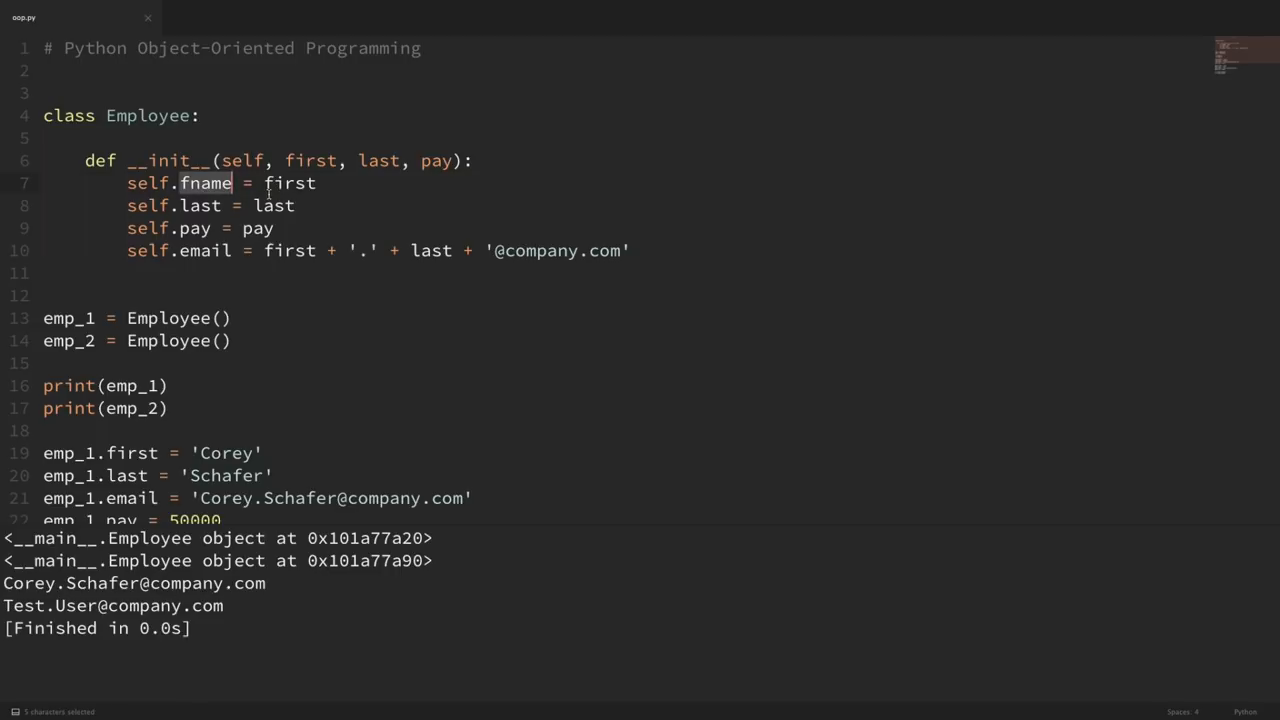 oop.py ×
1 # Python Object-Oriented Programming
2
3
4 class Employee:
5
6     def __init__(self, first, last, pay):
7         self.fname = first
8         self.last = last
9         self.pay = pay
10         self.email = first + '.' + last + '@company.com'
11
12
13 emp_1 = Employee()
14 emp_2 = Employee()
15
16 print(emp_1)
17 print(emp_2)
18
19 emp_1.first = 'Corey'
20 emp_1.last = 'Schafer'
21 emp_1.email = 'Corey.Schafer@company.com'
22 emp_1.pay = 50000
<__main__.Employee object at 0x101a77a20>
<__main__.Employee object at 0x101a77a90>
Corey.Schafer@company.com
Test.User@company.com
[Finished in 0.0s]
5 characters selected Spaces: 4 Python